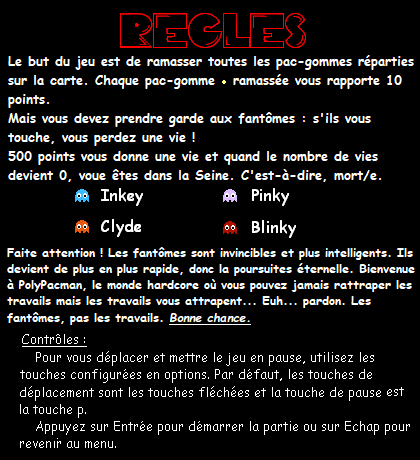 REGLES
Le but du jeu est de ramasser toutes les pac-gommes réparties
sur la carte. Chaque pac-gomme ramassée vous rapporte 10
points.
Mais vous devez prendre garde aux fantômes : s'ils vous
touche, vous perdez une vie !
500 points vous donne une vie et quand le nombre de vies
devient 0, voue êtes dans la Seine. C'est-à-dire, mort/e.
Inkey Pinky
Clyde Blinky
Faite attention ! Les fantômes sont invincibles et plus intelligents. Ils
devient de plus en plus rapide, donc la poursuites éternelle. Bienvenue
à PolyPacman, le monde hardcore où vous pouvez jamais rattraper les
travails mais les travails vous attrapent... Euh... pardon. Les
fantômes, pas les travails. Bonne chance.
Contrôles :
Pour vous déplacer et mettre le jeu en pause, utilisez les
touches configurées en options. Par défaut, les touches de
déplacement sont les touches fléchées et la touche de pause est
la touche p.
Appuyez sur Entrée pour démarrer la partie ou sur Echap pour
revenir au menu.